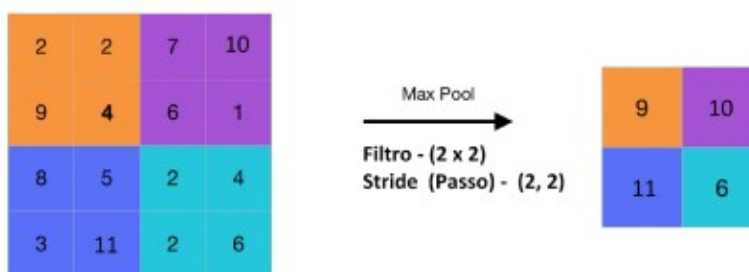 2 2 7 10
9 4 6 1
8 5 2 4
3 11 2 6
Max Pool
Filtro - (2 x 2)
Stride (Passo) - (2, 2)
9 10
11 6